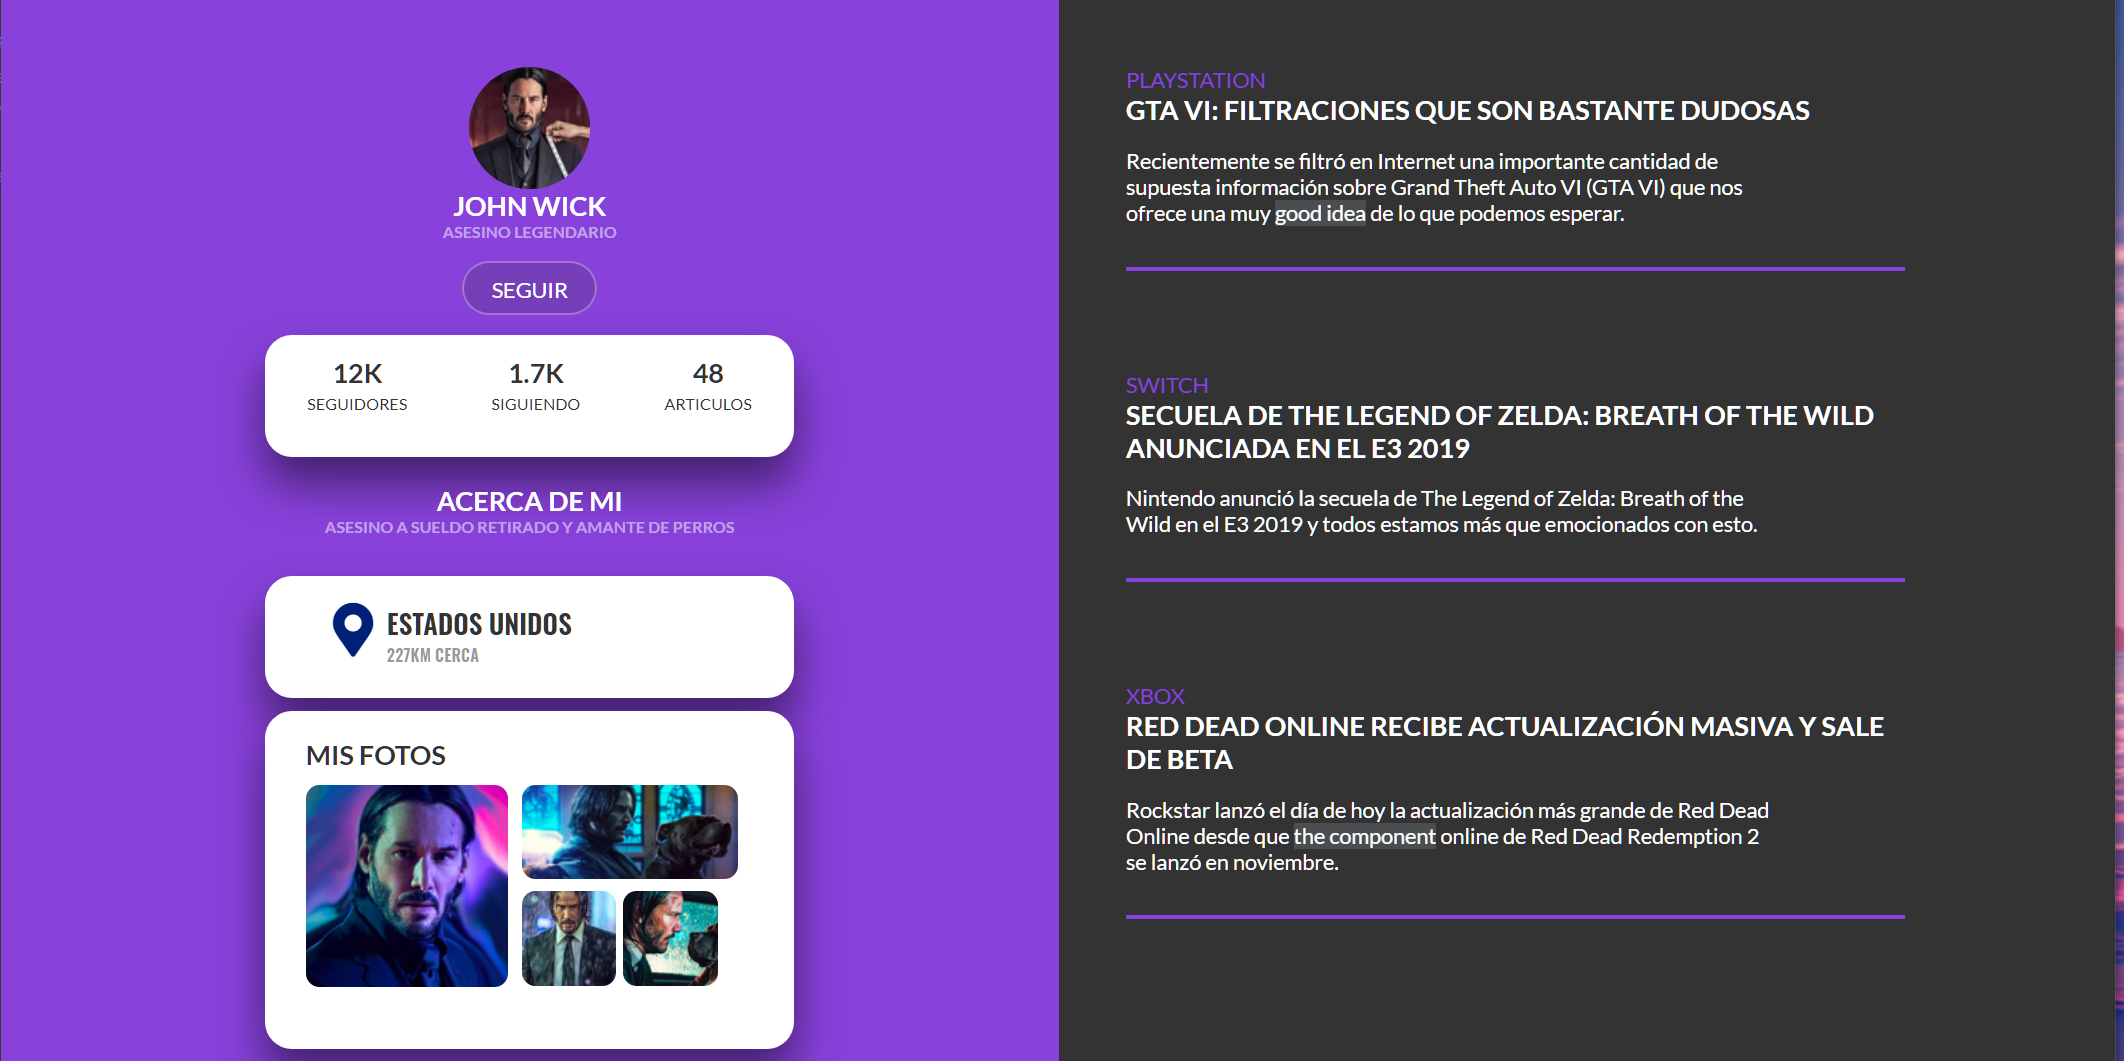 JOHN WICK
ASESINO LEGENDARIO
SEGUIR
12K
SEGUIDORES
1.7K
SIGUIENDO
48
ARTICULOS
ACERCA DE MI
ASESINO A SUELDO RETIRADO Y AMANTE DE PERROS
ESTADOS UNIDOS
227KM CERCA
MIS FOTOS
PLAYSTATION
GTA VI: FILTRACIONES QUE SON BASTANTE DUDOSAS
Recientemente se filtró en Internet una importante cantidad de
supuesta información sobre Grand Theft Auto VI (GTA VI) que nos
ofrece una muy good idea de lo que podemos esperar.
SWITCH
SECUELA DE THE LEGEND OF ZELDA: BREATH OF THE WILD
ANUNCIADA EN EL E3 2019
Nintendo anunció la secuela de The Legend of Zelda: Breath of the
Wild en el E3 2019 y todos estamos más que emocionados con esto.
XBOX
RED DEAD ONLINE RECIBE ACTUALIZACIÓN MASIVA Y SALE
DE BETA
Rockstar lanzó el día de hoy la actualización más grande de Red Dead
Online desde que the component online de Red Dead Redemption 2
se lanzó en noviembre.